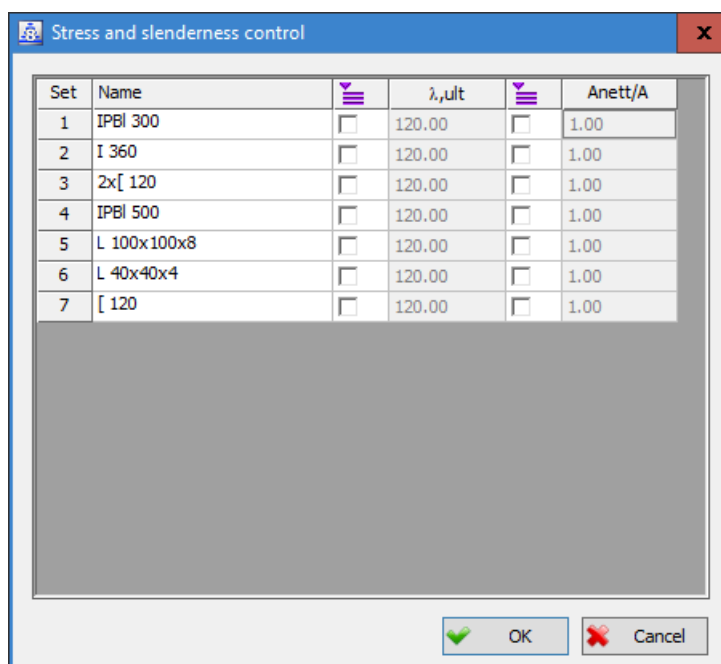 Stress and slenderness control
Set Name λ,ult Anett/A
1 IPBl 300 120.00 1.00
2 I 360 120.00 1.00
3 2x[ 120 120.00 1.00
4 IPBl 500 120.00 1.00
5 L 100x100x8 120.00 1.00
6 L 40x40x4 120.00 1.00
7 [ 120 120.00 1.00
OK Cancel